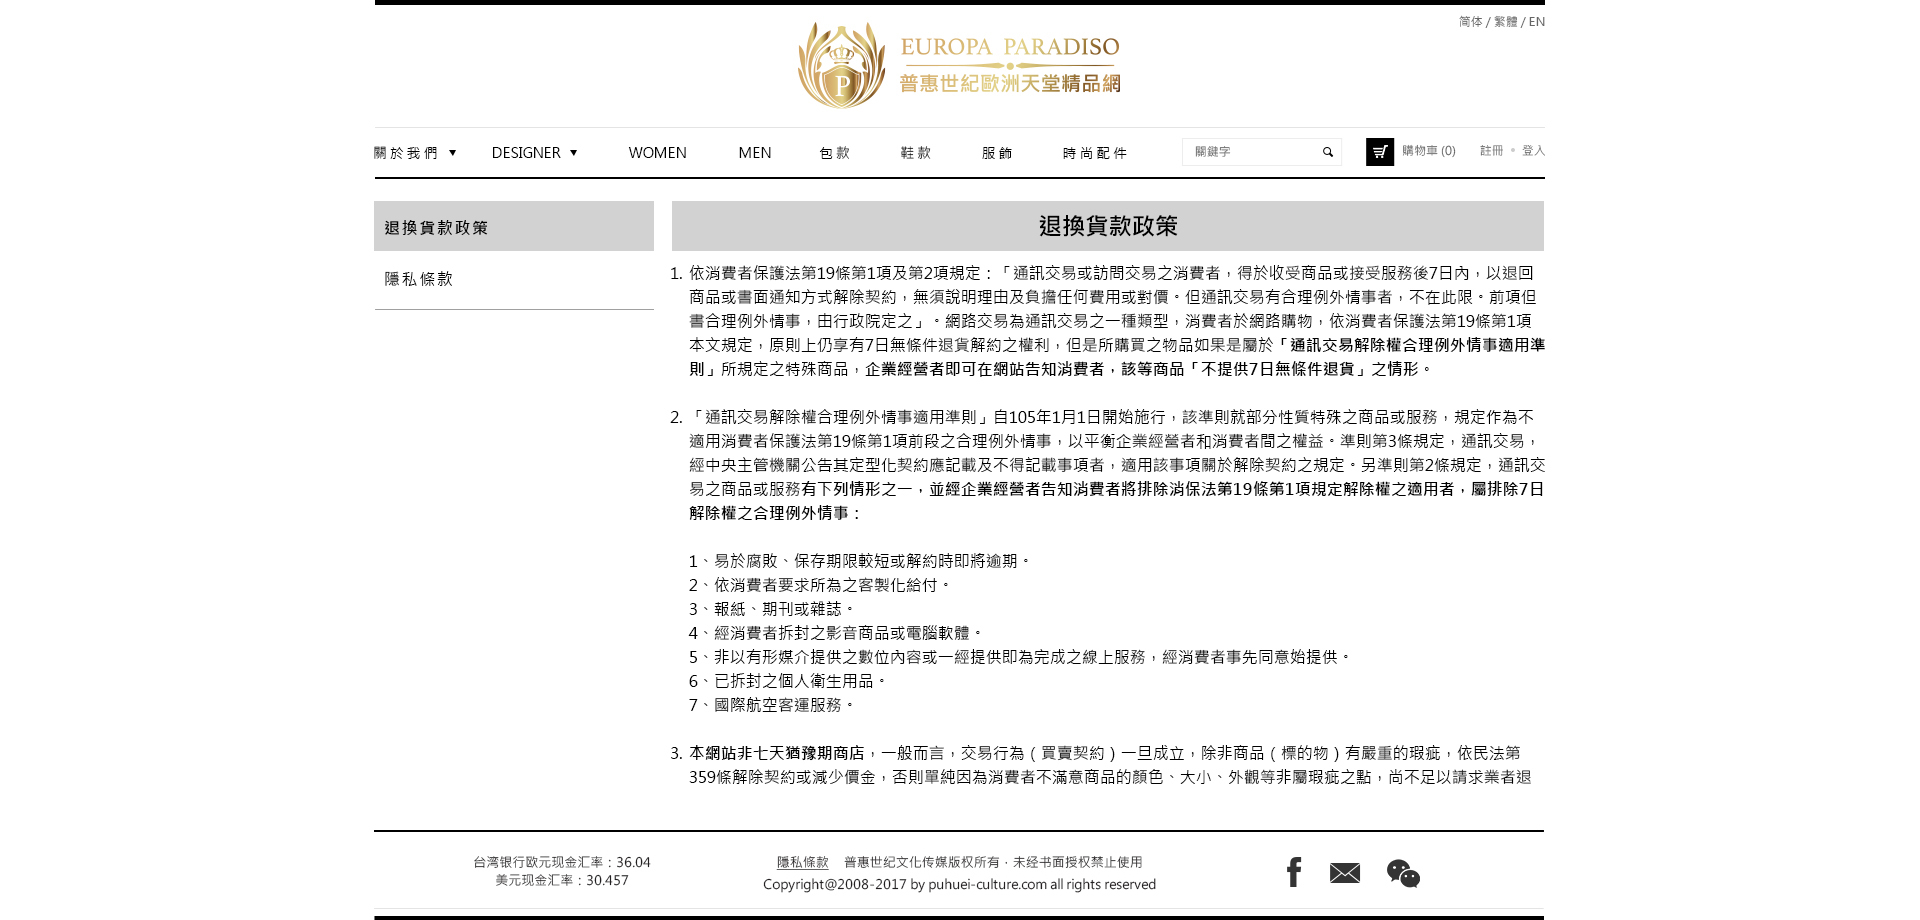 简体 / 繁體 / EN
EUROPA PARADISO
普惠世紀歐洲天堂精品網
P
關於我們 ▼ DESIGNER ▼ WOMEN MEN 包款 鞋款 服飾 時尚配件 關鍵字 購物車 (0) 註冊 • 登入
退換貨款政策
隱私條款
退換貨款政策
1. 依消費者保護法第19條第1項及第2項規定：「通訊交易或訪問交易之消費者，得於收受商品或接受服務後7日內，以退回
商品或書面通知方式解除契約，無須說明理由及負擔任何費用或對價。但通訊交易有合理例外情事者，不在此限。前項但
書合理例外情事，由行政院定之」。網路交易為通訊交易之一種類型，消費者於網路購物，依消費者保護法第19條第1項
本文規定，原則上仍享有7日無條件退貨解約之權利，但是所購買之物品如果是屬於「通訊交易解除權合理例外情事適用準
則」所規定之特殊商品，企業經營者即可在網站告知消費者，該等商品「不提供7日無條件退貨」之情形。
2. 「通訊交易解除權合理例外情事適用準則」自105年1月1日開始施行，該準則就部分性質特殊之商品或服務，規定作為不
適用消費者保護法第19條第1項前段之合理例外情事，以平衡企業經營者和消費者間之權益。準則第3條規定，通訊交易，
經中央主管機關公告其定型化契約應記載及不得記載事項者，適用該事項關於解除契約之規定。另準則第2條規定，通訊交
易之商品或服務有下列情形之一，並經企業經營者告知消費者將排除消保法第19條第1項規定解除權之適用者，屬排除7日
解除權之合理例外情事：
1、易於腐敗、保存期限較短或解約時即將逾期。
2、依消費者要求所為之客製化給付。
3、報紙、期刊或雜誌。
4、經消費者拆封之影音商品或電腦軟體。
5、非以有形媒介提供之數位內容或一經提供即為完成之線上服務，經消費者事先同意始提供。
6、已拆封之個人衛生用品。
7、國際航空客運服務。
3. 本網站非七天猶豫期商店，一般而言，交易行為（買賣契約）一旦成立，除非商品（標的物）有嚴重的瑕疵，依民法第
359條解除契約或減少價金，否則單純因為消費者不滿意商品的顏色、大小、外觀等非屬瑕疵之點，尚不足以請求業者退
台湾银行欧元现金汇率：36.04
美元现金汇率：30.457
隱私條款 普惠世纪文化传媒版权所有 · 未经书面授权禁止使用
Copyright@2008-2017 by puhuei-culture.com all rights reserved